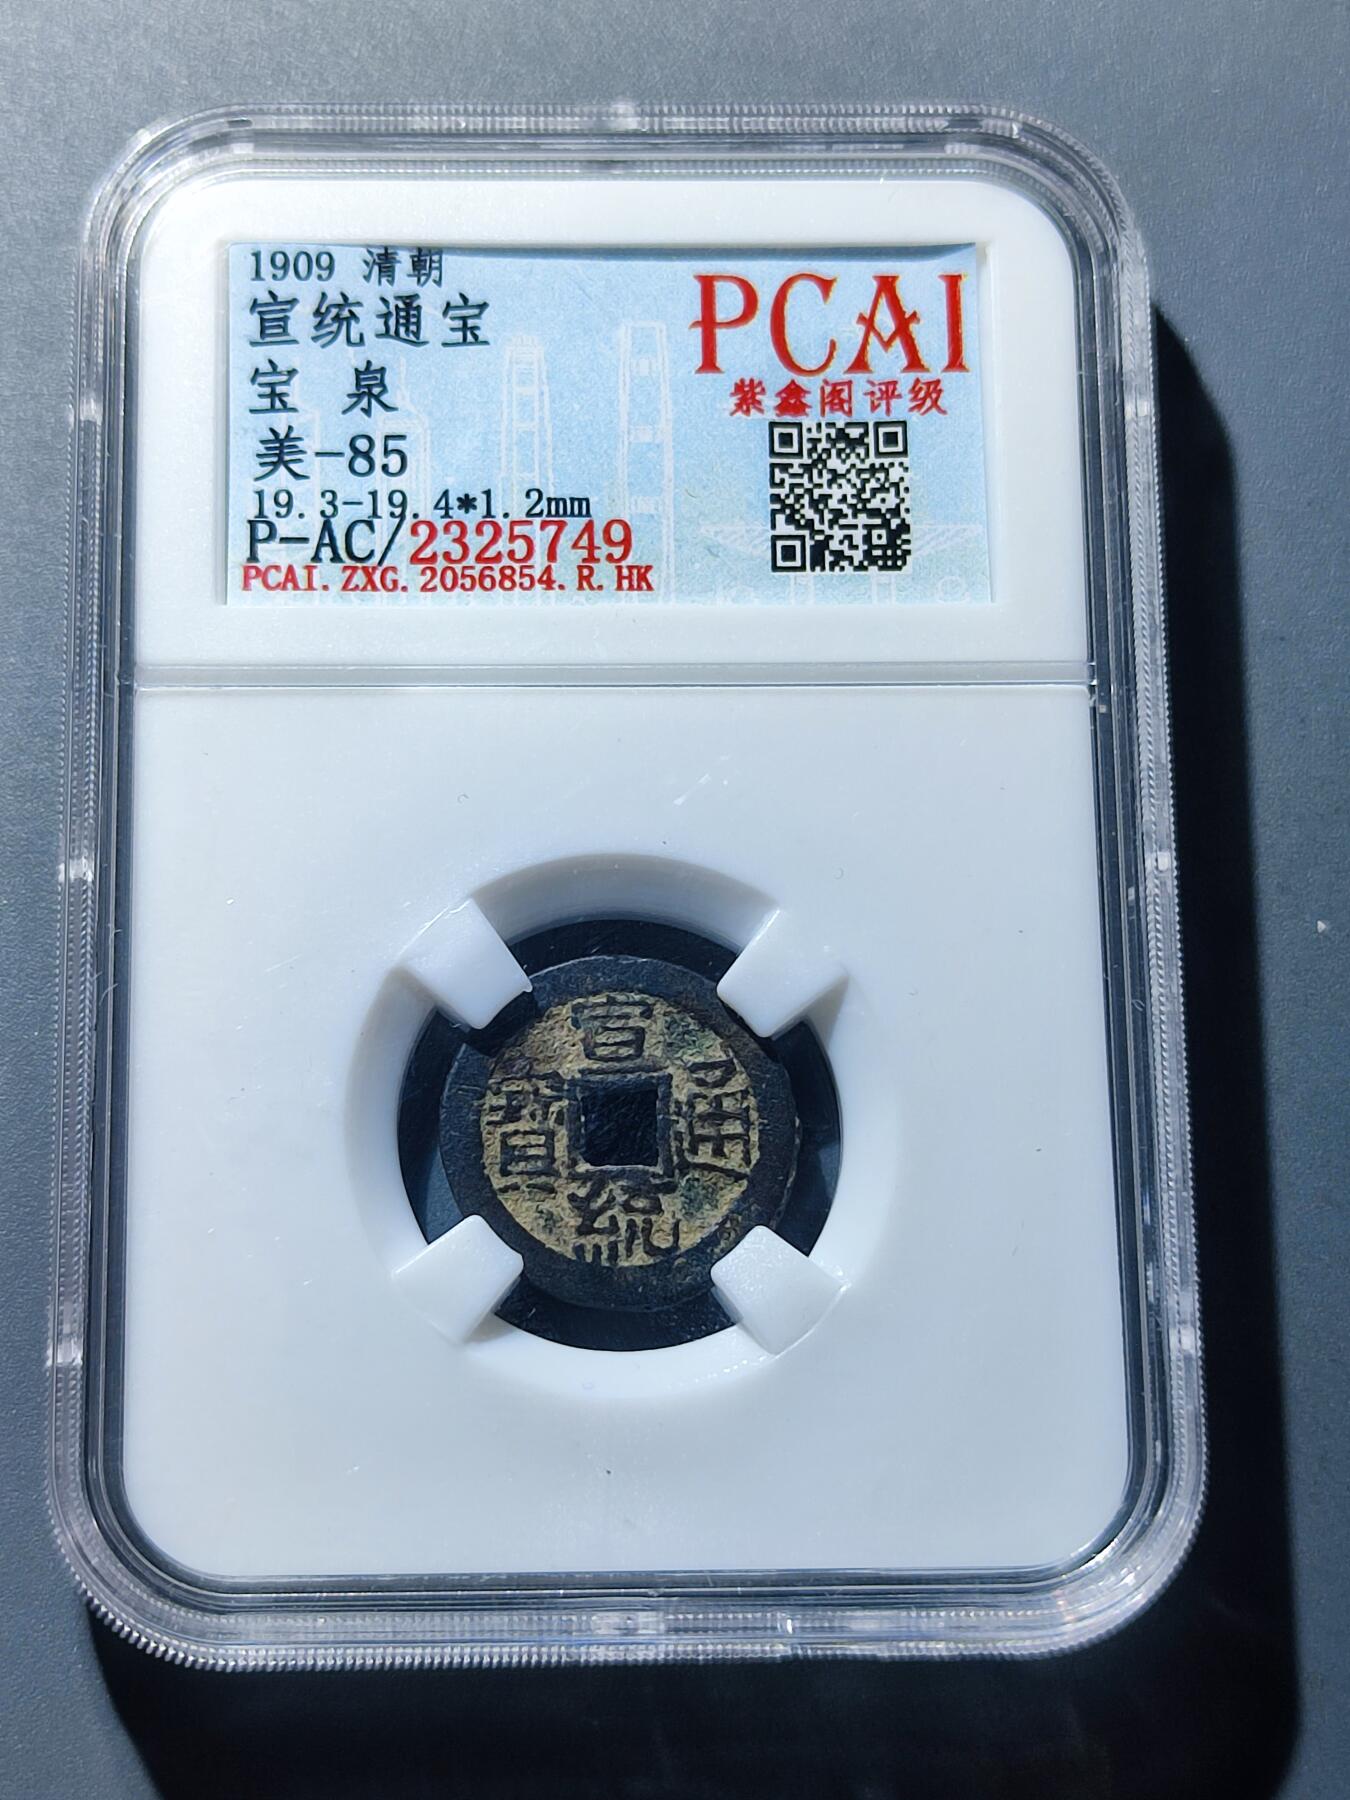 1909 清朝
宣统通宝
宝 泉
美-85
19.3-19.4*1.2mm
P-AC/2325749
PCAI.ZXG.2056854.R.HK
PCAI
紫鑫阁评级
宣
寶 通
統